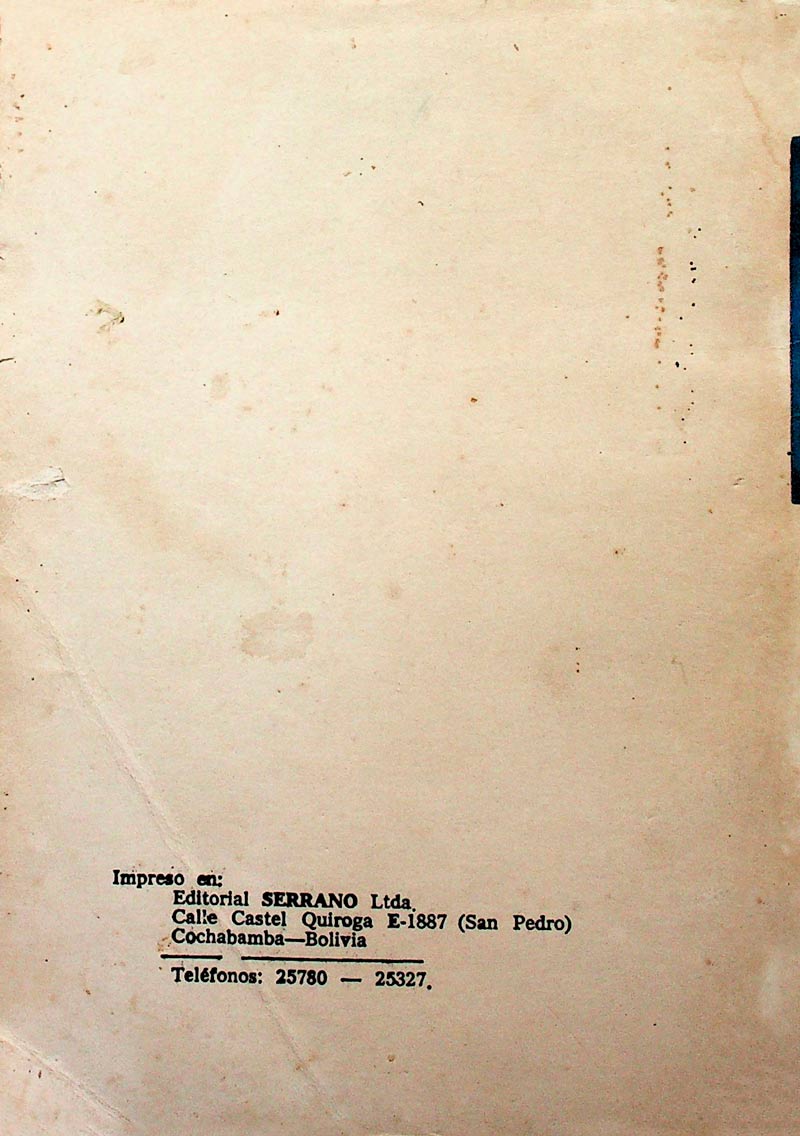 Impreso en:
Editorial SERRANO Ltda.
Calle Castel Quiroga E-1887 (San Pedro)
Cochabamba—Bolivia
Teléfonos: 25780 — 25327.